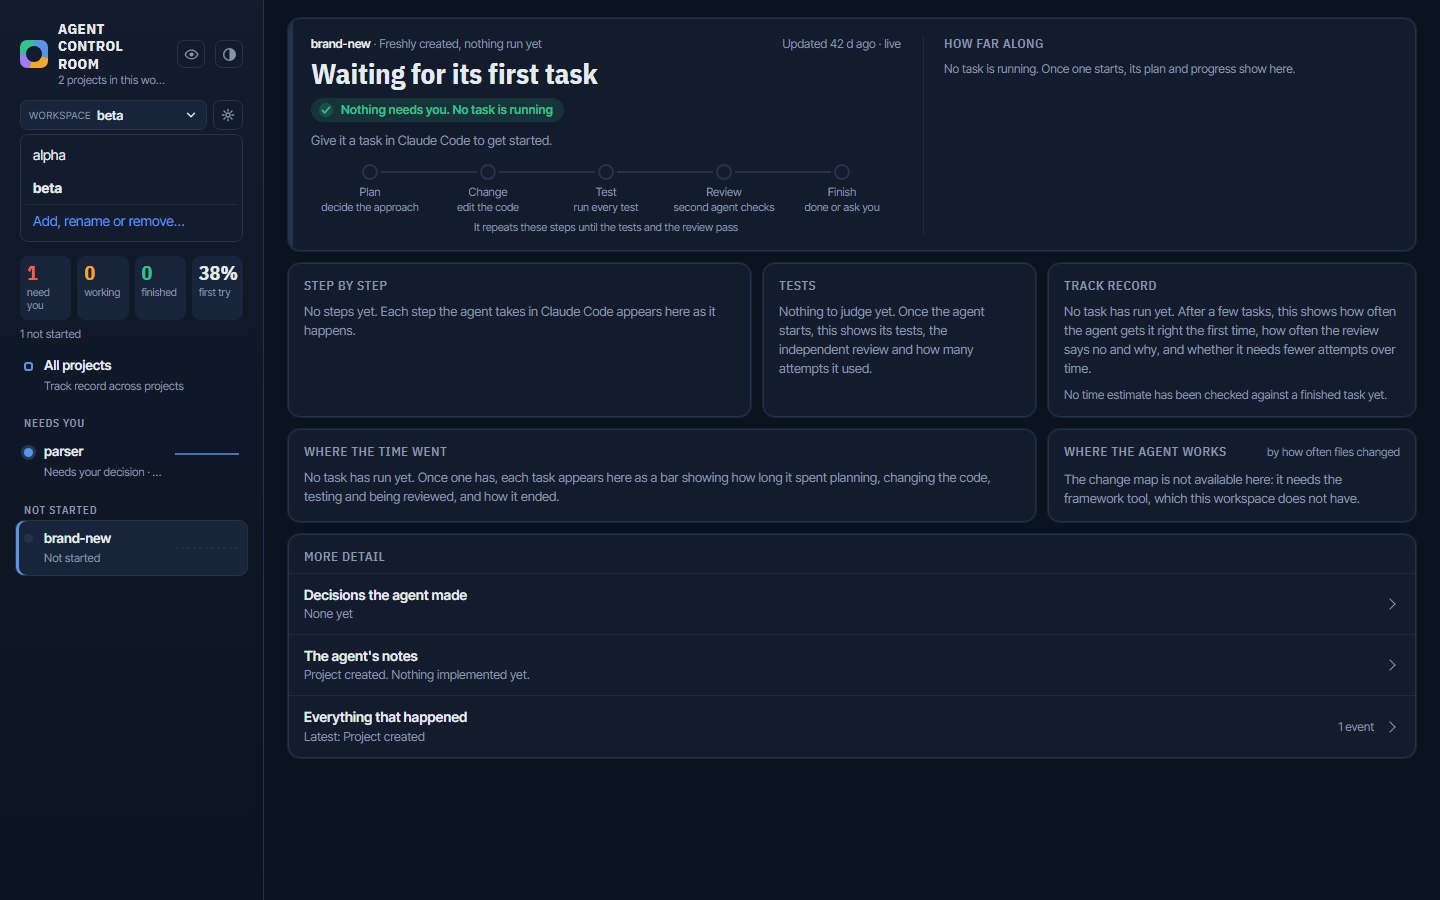 AGENT
CONTROL
ROOM
2 projects in this wo...
WORKSPACE beta
alpha
beta
Add, rename or remove...
1 need you
0 working
0 finished
38% first try
1 not started
All projects
Track record across projects
NEEDS YOU
parser
Needs your decision · ...
NOT STARTED
brand-new
Not started
brand-new · Freshly created, nothing run yet
Updated 42 d ago · live
Waiting for its first task
Nothing needs you. No task is running
Give it a task in Claude Code to get started.
Plan
decide the approach
Change
edit the code
Test
run every test
Review
second agent checks
Finish
done or ask you
It repeats these steps until the tests and the review pass
HOW FAR ALONG
No task is running. Once one starts, its plan and progress show here.
STEP BY STEP
No steps yet. Each step the agent takes in Claude Code appears here as it
happens.
TESTS
Nothing to judge yet. Once the agent
starts, this shows its tests, the
independent review and how many
attempts it used.
TRACK RECORD
No task has run yet. After a few tasks, this shows how often
the agent gets it right the first time, how often the review
says no and why, and whether it needs fewer attempts over
time.
No time estimate has been checked against a finished task yet.
WHERE THE TIME WENT
No task has run yet. Once one has, each task appears here as a bar showing how long it spent planning, changing the code,
testing and being reviewed, and how it ended.
WHERE THE AGENT WORKS
by how often files changed
The change map is not available here: it needs the
framework tool, which this workspace does not have.
MORE DETAIL
Decisions the agent made
None yet
The agent's notes
Project created. Nothing implemented yet.
Everything that happened
Latest: Project created
1 event